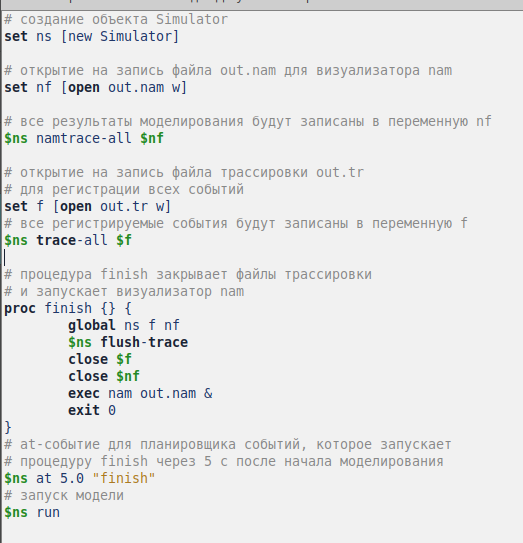 # создание объекта Simulator
set ns [new Simulator]
# открытие на запись файла out.nam для визуализатора nam
set nf [open out.nam w]
# все результаты моделирования будут записаны в переменную nf
$ns namtrace-all $nf
# открытие на запись файла трассировки out.tr
# для регистрации всех событий
set f [open out.tr w]
# все регистрируемые события будут записаны в переменную f
$ns trace-all $f
# процедура finish закрывает файлы трассировки
# и запускает визуализатор nam
proc finish {} {
global ns f nf
$ns flush-trace
close $f
close $nf
exec nam out.nam &
exit 0
}
# at-событие для планировщика событий, которое запускает
# процедуру finish через 5 с после начала моделирования
$ns at 5.0 "finish"
# запуск модели
$ns run